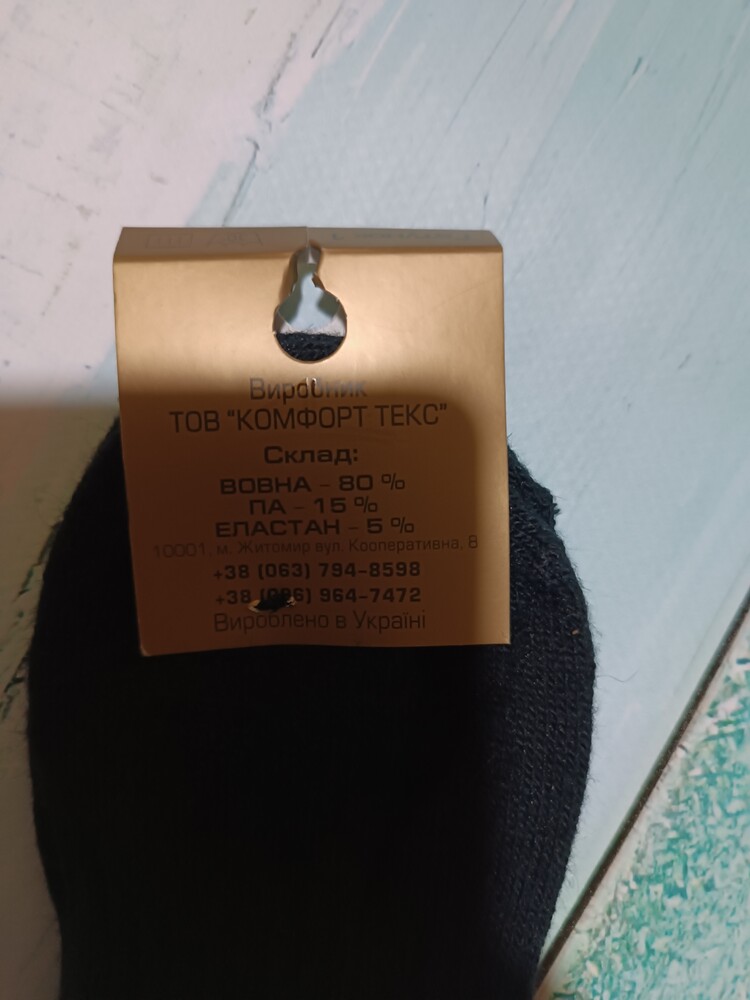 Виробник
ТОВ "КОМФОРТ ТЕКС"
Склад:
ВОВНА - 80 %
ПА - 15 %
ЕЛАСТАН - 5 %
10001, м. Житомир вул. Кооперативна, 8
+38 (063) 794-8598
+38 964-7472
Вироблено в Україні